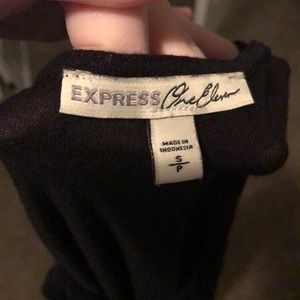 EXPRESS One Eleven
MADE IN
INDONESIA
S
P